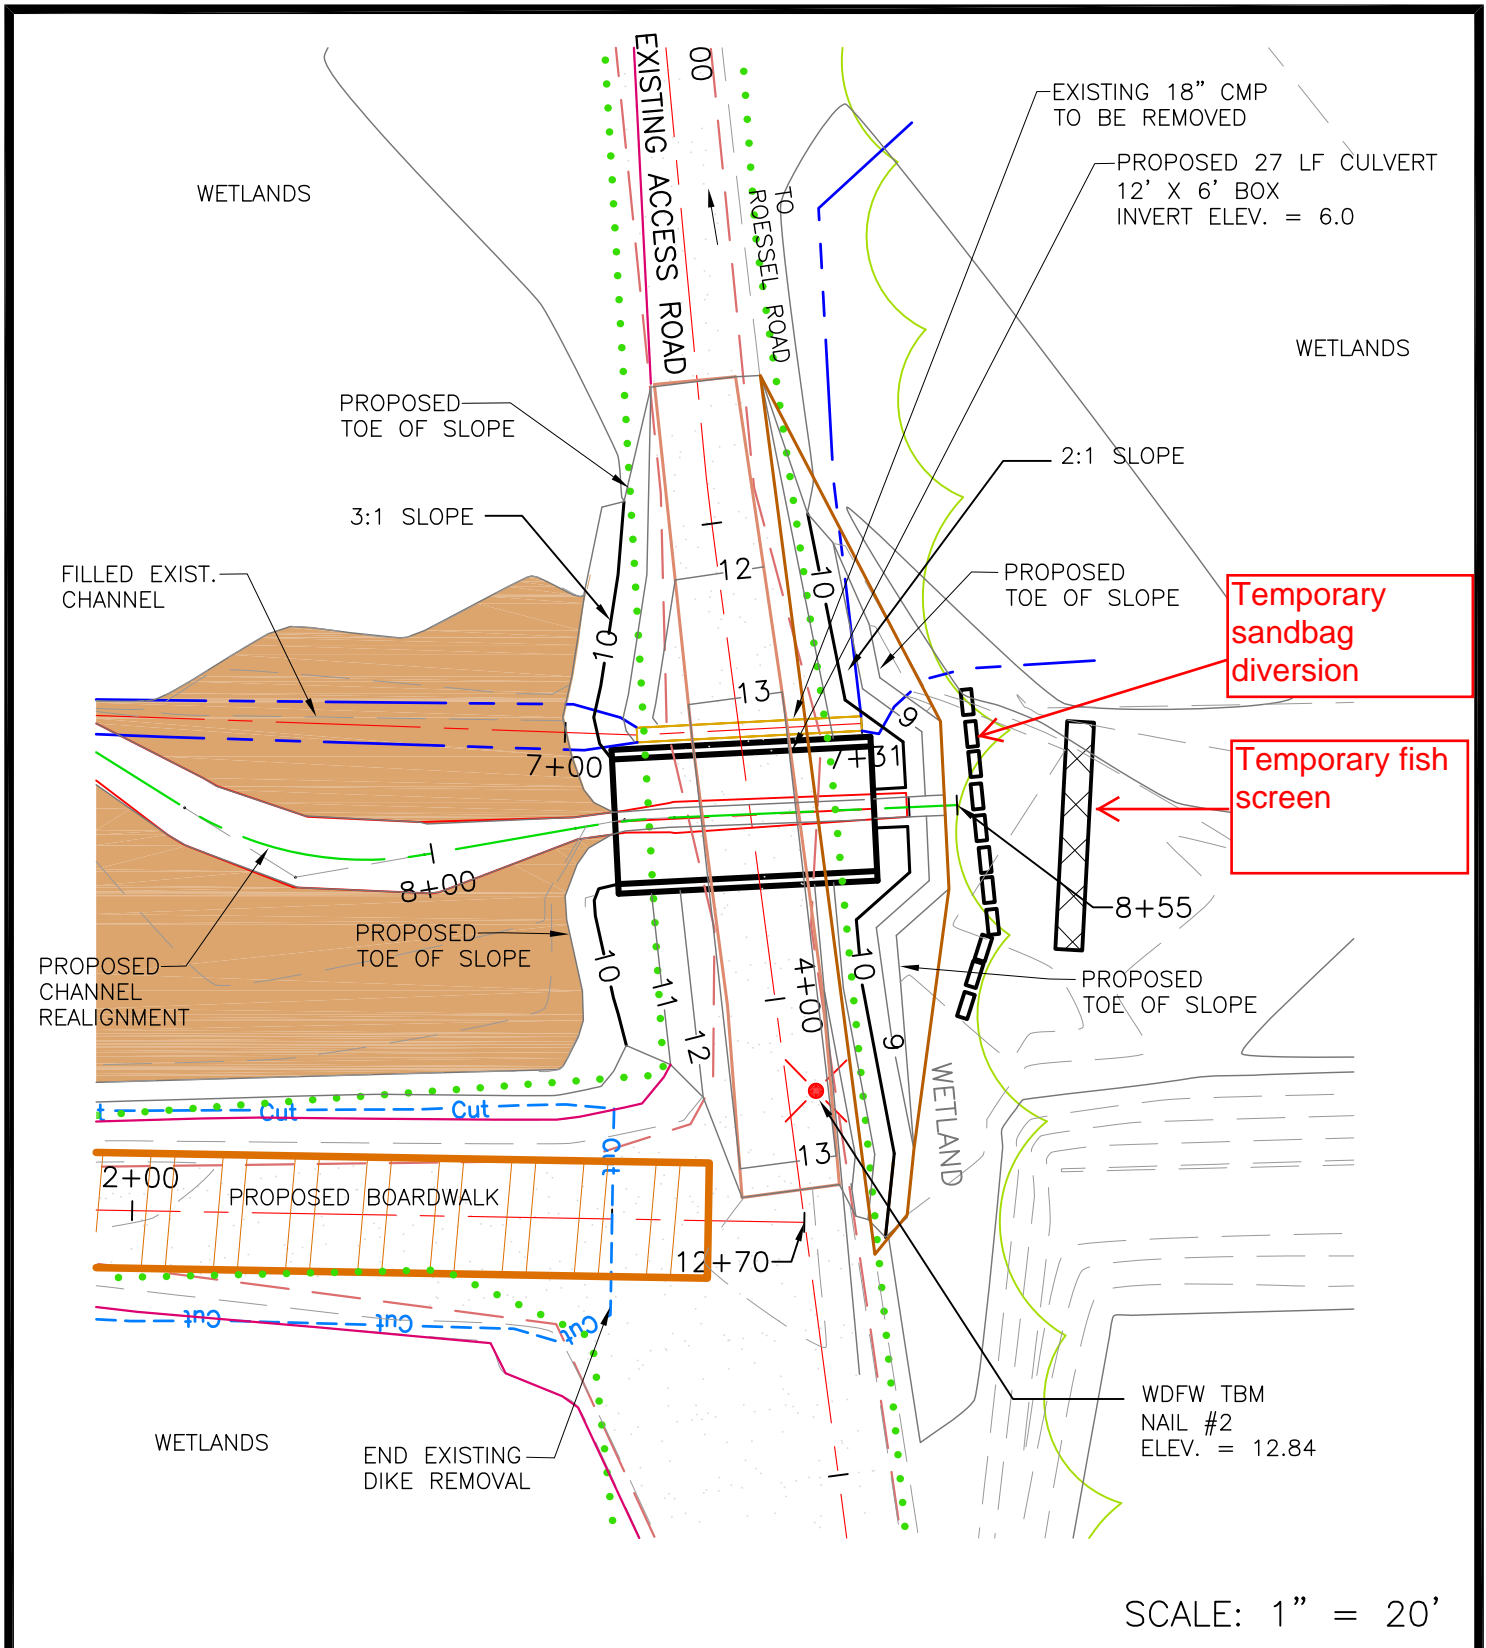 EXISTING ACCESS ROAD
00
TO
ROESSEL ROAD
EXISTING 18" CMP
TO BE REMOVED
PROPOSED 27 LF CULVERT
12' X 6' BOX
INVERT ELEV. = 6.0
WETLANDS
WETLANDS
PROPOSED
TOE OF SLOPE
2:1 SLOPE
3:1 SLOPE
FILLED EXIST.
CHANNEL
12
10
PROPOSED
TOE OF SLOPE
Temporary
sandbag
diversion
10
13
9
7+00
7+31
Temporary fish
screen
8+00
8+55
PROPOSED
TOE OF SLOPE
PROPOSED
CHANNEL
REALIGNMENT
10
11
12
4+00
10
9
PROPOSED
TOE OF SLOPE
WETLAND
Cut
Cut
Cut
t
13
2+00
PROPOSED BOARDWALK
12+70
Cut
Cut
Cut
WETLANDS
END EXISTING
DIKE REMOVAL
WDFW TBM
NAIL #2
ELEV. = 12.84
SCALE: 1" = 20'